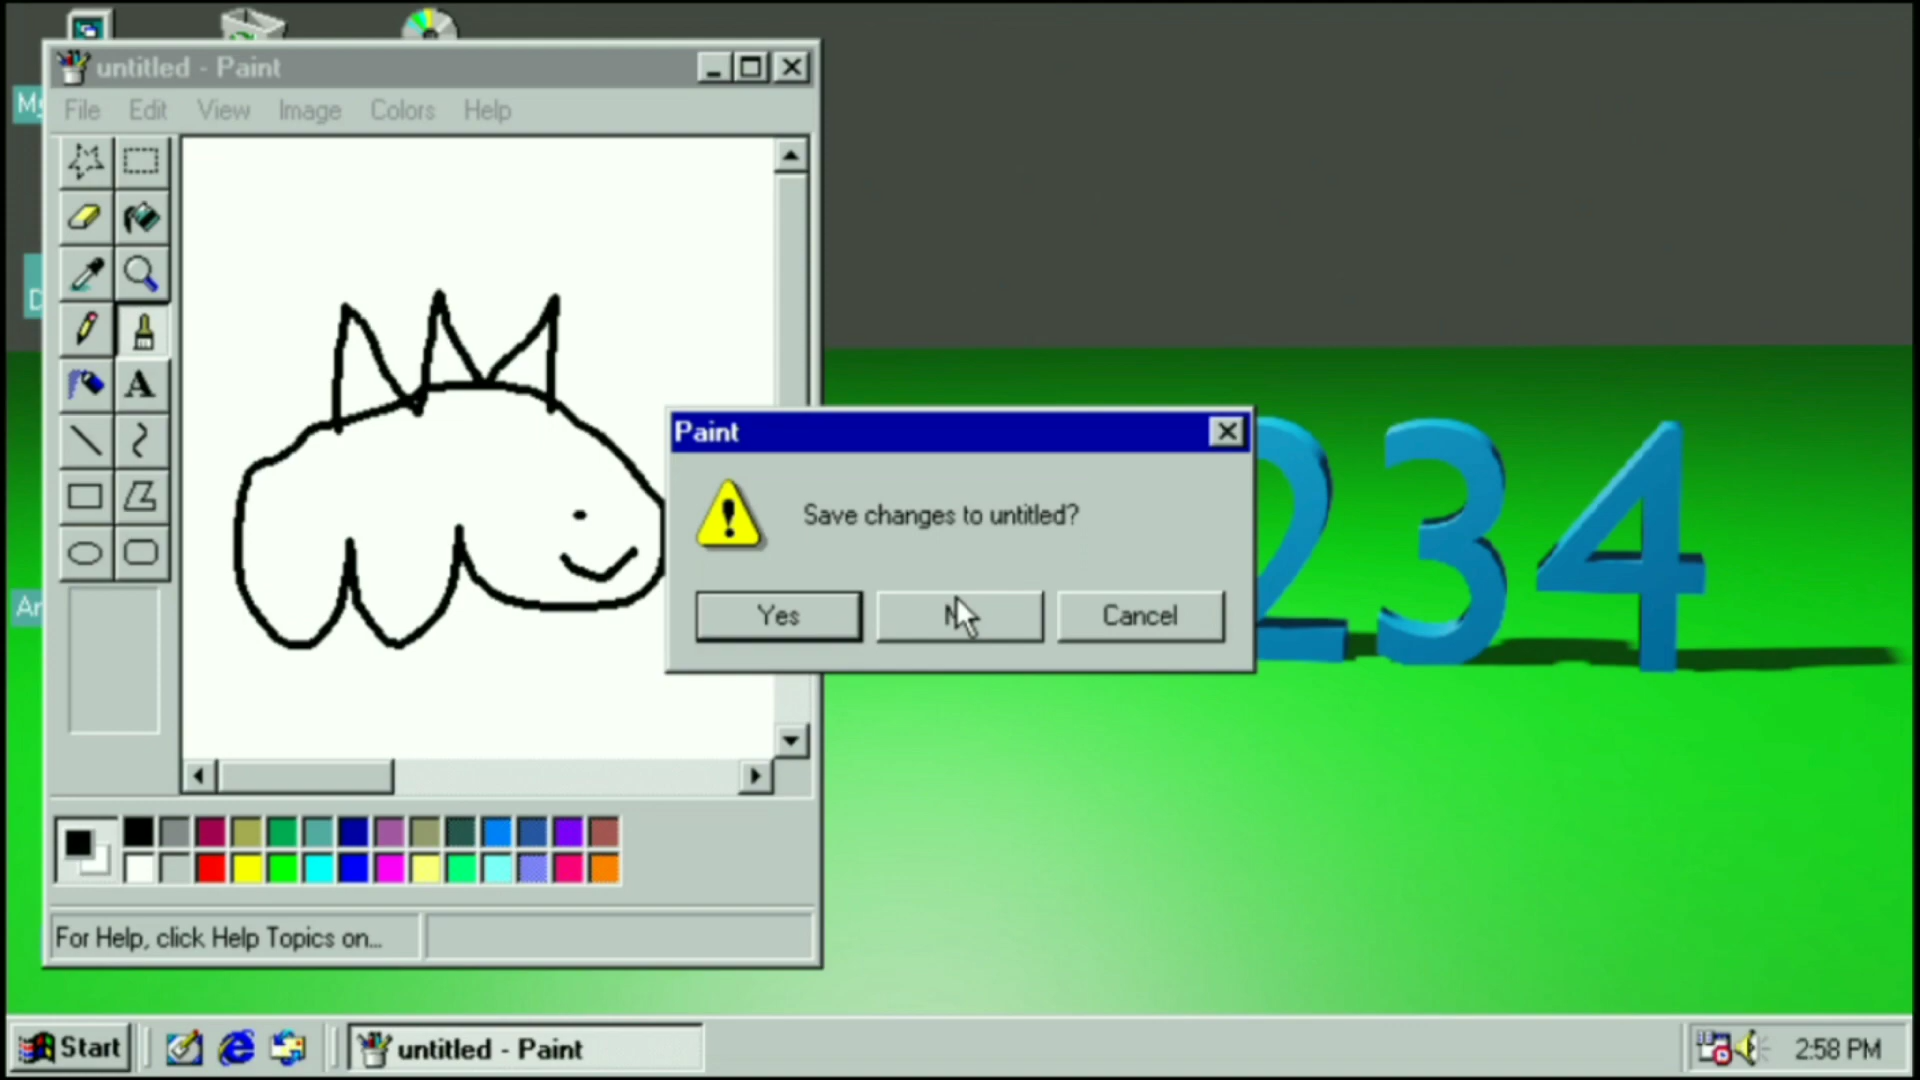 untitled - Paint
File Edit View Image Colors Help
A
Paint
Save changes to untitled?
Yes
Cancel
234
For Help, click Help Topics on...
Start
untitled - Paint
2:58 PM